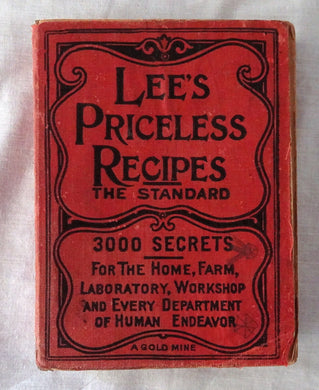 LEE'S
PRICELESS
RECIPES
THE STANDARD
3000 SECRETS
FOR THE HOME, FARM,
LABORATORY, WORKSHOP
AND EVERY DEPARTMENT
OF HUMAN ENDEAVOR
A GOLD MINE